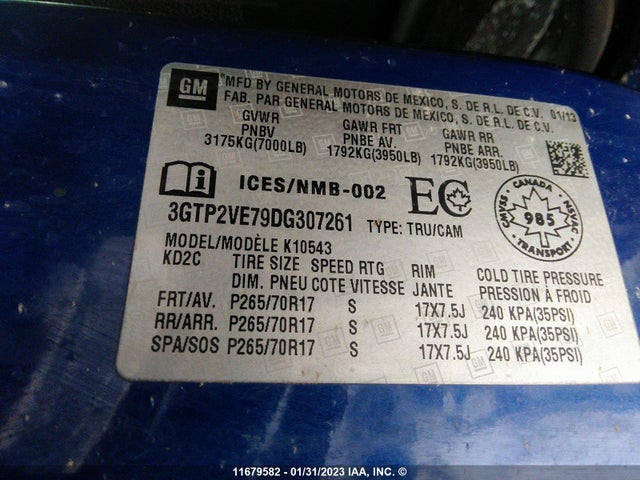 GM
MFD BY GENERAL MOTORS DE MEXICO, S. DE R.L. DE C.V. 01/13
FAB. PAR GENERAL MOTORS DE MEXICO, S. DE R.L. DE C.V.
GVWR GAWR FRT GAWR RR
PNBV PNBE AV. PNBE ARR.
3175KG(7000LB) 1792KG(3950LB) 1792KG(3950LB)
ICES/NMB-002 EC
CANADA
CMVSS 985 NSVAC
TRANSPORT
3GTP2VE79DG307261 TYPE: TRU/CAM
MODEL/MODÈLE K10543
KD2C TIRE SIZE SPEED RTG RIM COLD TIRE PRESSURE
DIM. PNEU COTE VITESSE JANTE PRESSION À FROID
FRT/AV. P265/70R17 S 17X7.5J 240 KPA(35PSI)
RR/ARR. P265/70R17 S 17X7.5J 240 KPA(35PSI)
SPA/SOS P265/70R17 S 17X7.5J 240 KPA(35PSI)
11679582 - 01/31/2023 IAA, INC. ©